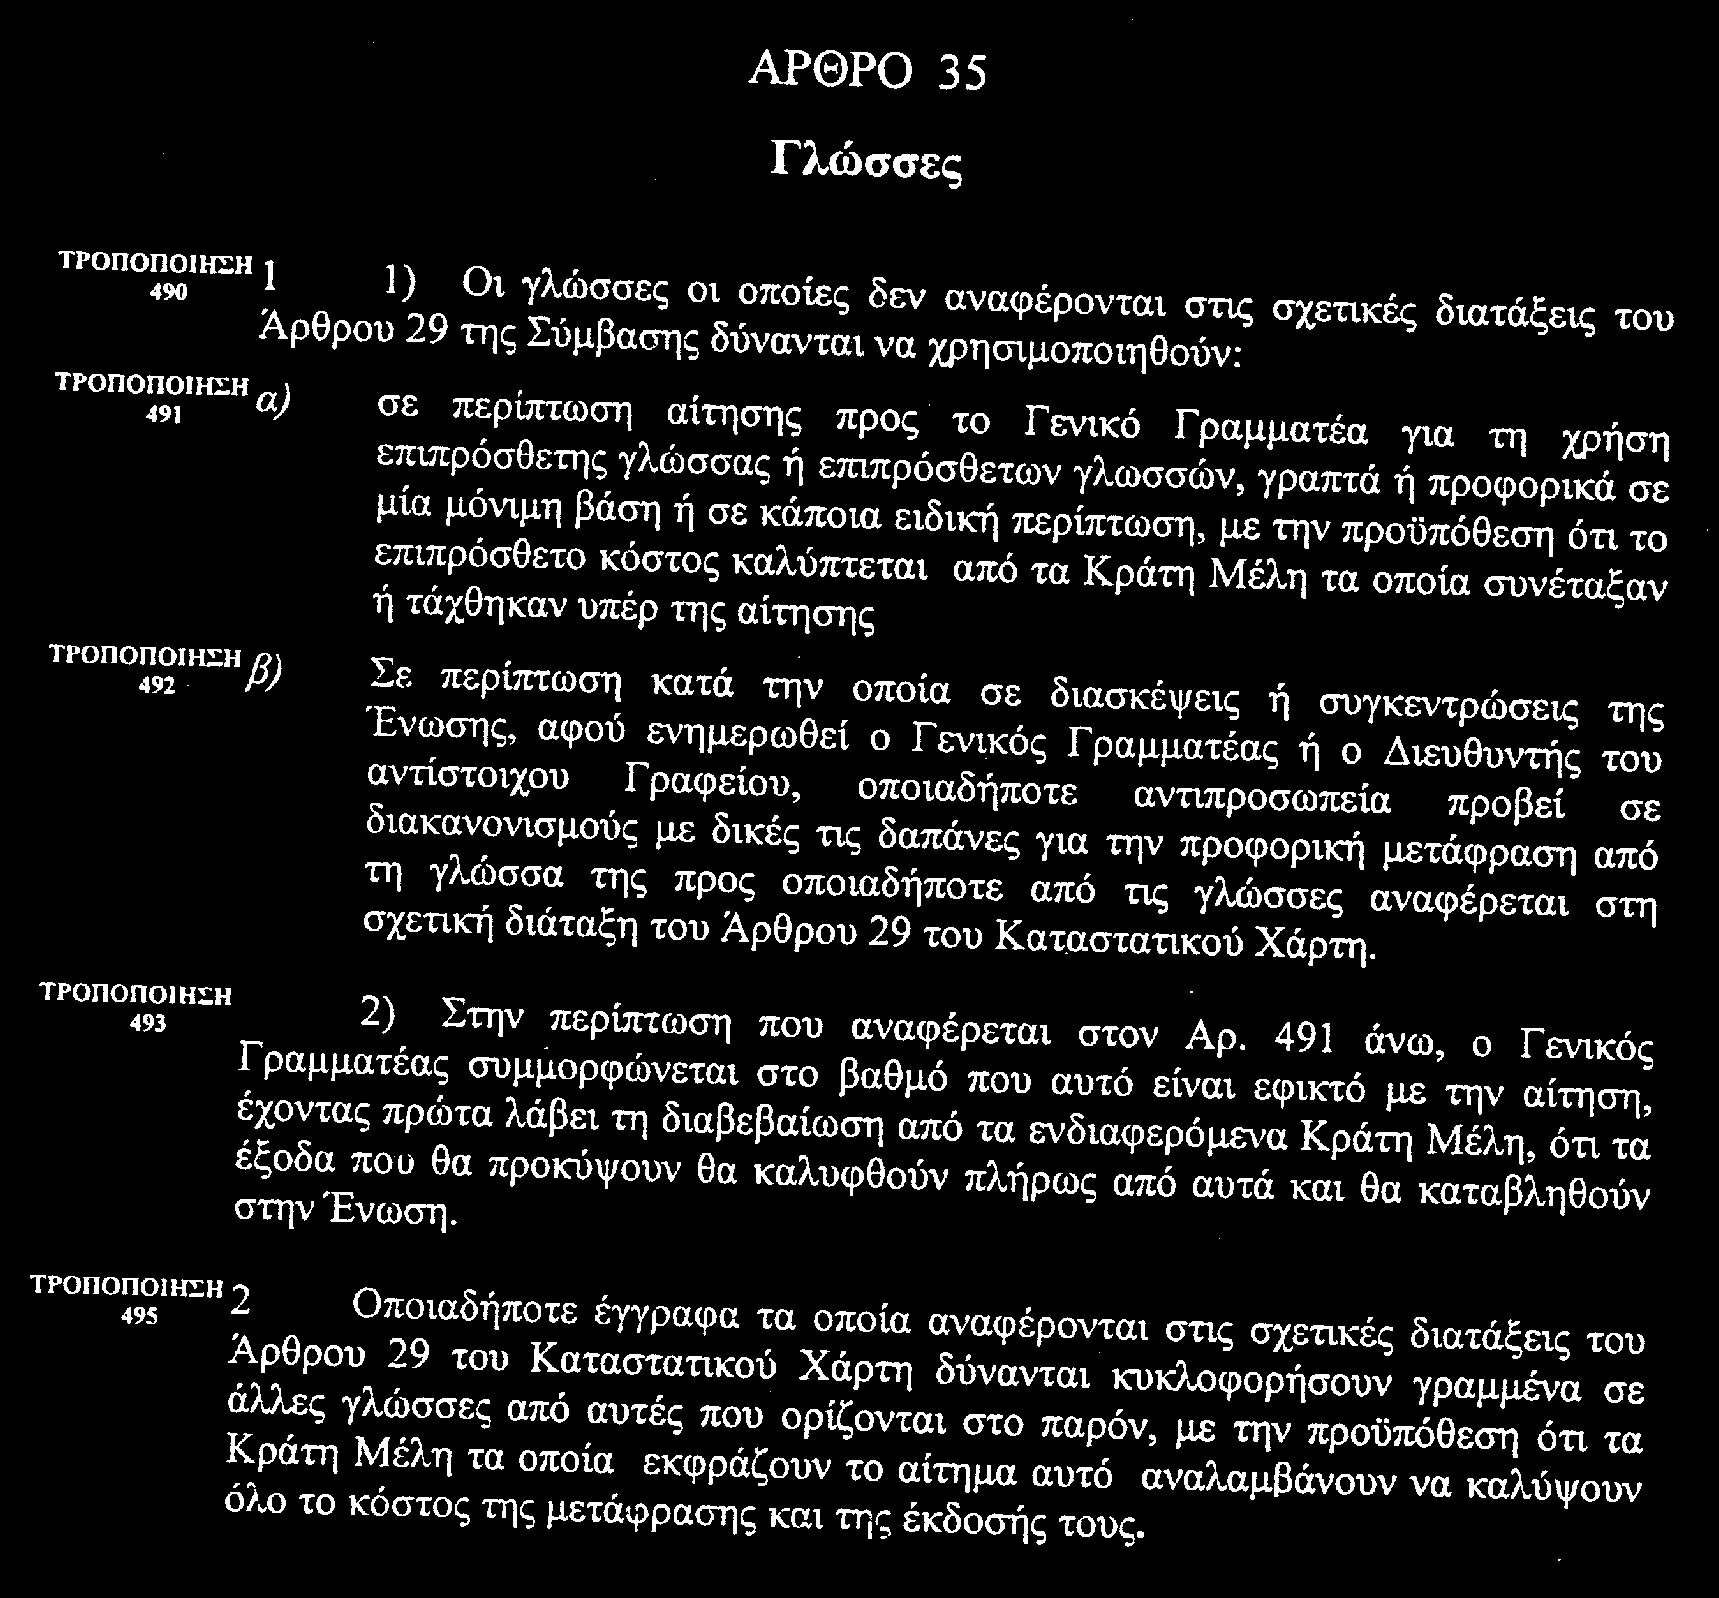 ΑΡΘΡΟ 35
Γλώσσες
ΤΡΟΠΟΠΟΙΗΣΗ 1 1) Οι γλώσσες οι οποίες δεν αναφέρονται στις σχετικές διατάξεις του
490
Άρθρου 29 της Σύμβασης δύνανται να χρησιμοποιηθούν:
ΤΡΟΠΟΠΟΙΗΣΗ α) σε περίπτωση αίτησης προς το Γενικό Γραμματέα για τη χρήση
491
επιπρόσθετης γλώσσας ή επιπρόσθετων γλωσσών, γραπτά ή προφορικά σε
μία μόνιμη βάση ή σε κάποια ειδική περίπτωση, με την προϋπόθεση ότι το
επιπρόσθετο κόστος καλύπτεται από τα Κράτη Μέλη τα οποία συνέταξαν
ή τάχθηκαν υπέρ της αίτησης
ΤΡΟΠΟΠΟΙΗΣΗ β) Σε περίπτωση κατά την οποία σε διασκέψεις ή συγκεντρώσεις της
492
Ένωσης, αφού ενημερωθεί ο Γενικός Γραμματέας ή ο Διευθυντής του
αντίστοιχου Γραφείου, οποιαδήποτε αντιπροσωπεία προβεί σε
διακανονισμούς με δικές τις δαπάνες για την προφορική μετάφραση από
τη γλώσσα της προς οποιαδήποτε από τις γλώσσες αναφέρεται στη
σχετική διάταξη του Άρθρου 29 του Καταστατικού Χάρτη.
ΤΡΟΠΟΠΟΙΗΣΗ 2) Στην περίπτωση που αναφέρεται στον Αρ. 491 άνω, ο Γενικός
493
Γραμματέας συμμορφώνεται στο βαθμό που αυτό είναι εφικτό με την αίτηση,
έχοντας πρώτα λάβει τη διαβεβαίωση από τα ενδιαφερόμενα Κράτη Μέλη, ότι τα
έξοδα που θα προκύψουν θα καλυφθούν πλήρως από αυτά και θα καταβληθούν
στην Ένωση.
ΤΡΟΠΟΠΟΙΗΣΗ 2 Οποιαδήποτε έγγραφα τα οποία αναφέρονται στις σχετικές διατάξεις του
495
Άρθρου 29 του Καταστατικού Χάρτη δύνανται κυκλοφορήσουν γραμμένα σε
άλλες γλώσσες από αυτές που ορίζονται στο παρόν, με την προϋπόθεση ότι τα
Κράτη Μέλη τα οποία εκφράζουν το αίτημα αυτό αναλαμβάνουν να καλύψουν
όλο το κόστος της μετάφρασης και της έκδοσής τους.